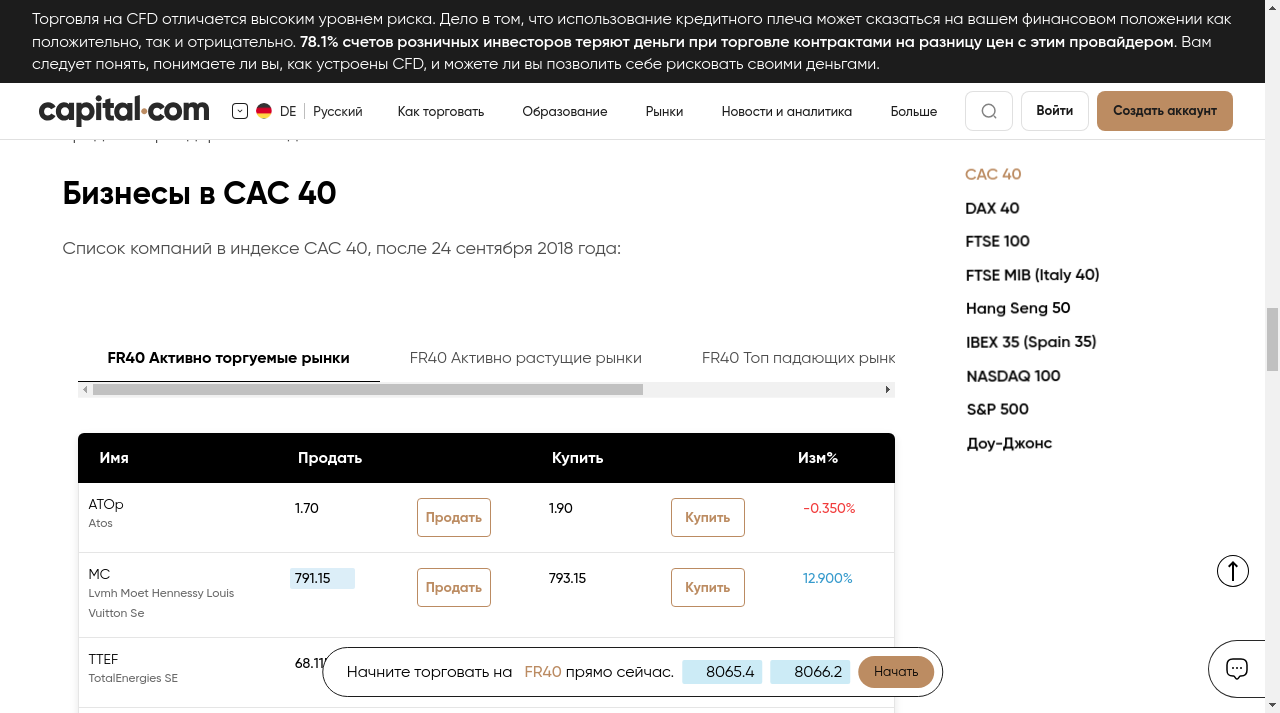 Торговля на CFD отличается высоким уровнем риска. Дело в том, что использование кредитного плеча может сказаться на вашем финансовом положении как
положительно, так и отрицательно. 78.1% счетов розничных инвесторов теряют деньги при торговле контрактами на разницу цен с этим провайдером. Вам
следует понять, понимаете ли вы, как устроены CFD, и можете ли вы позволить себе рисковать своими деньгами.
capital.com
DE
Русский
Как торговать
Образование
Рынки
Новости и аналитика
Больше
Войти
Создать аккаунт
Бизнесы в CAC 40
Список компаний в индексе CAC 40, после 24 сентября 2018 года:
FR40 Активно торгуемые рынки
FR40 Активно растущие рынки
FR40 Топ падающих рынк
Имя
Продать
Купить
Изм%
ATOp
Atos
1.70
Продать
1.90
Купить
-0.350%
MC
Lvmh Moet Hennessy Louis
Vuitton Se
791.15
Продать
793.15
Купить
12.900%
TTEF
TotalEnergies SE
Начните торговать на FR40 прямо сейчас.
8065.4
8066.2
Начать
CAC 40
DAX 40
FTSE 100
FTSE MIB (Italy 40)
Hang Seng 50
IBEX 35 (Spain 35)
NASDAQ 100
S&P 500
Доу-Джонс